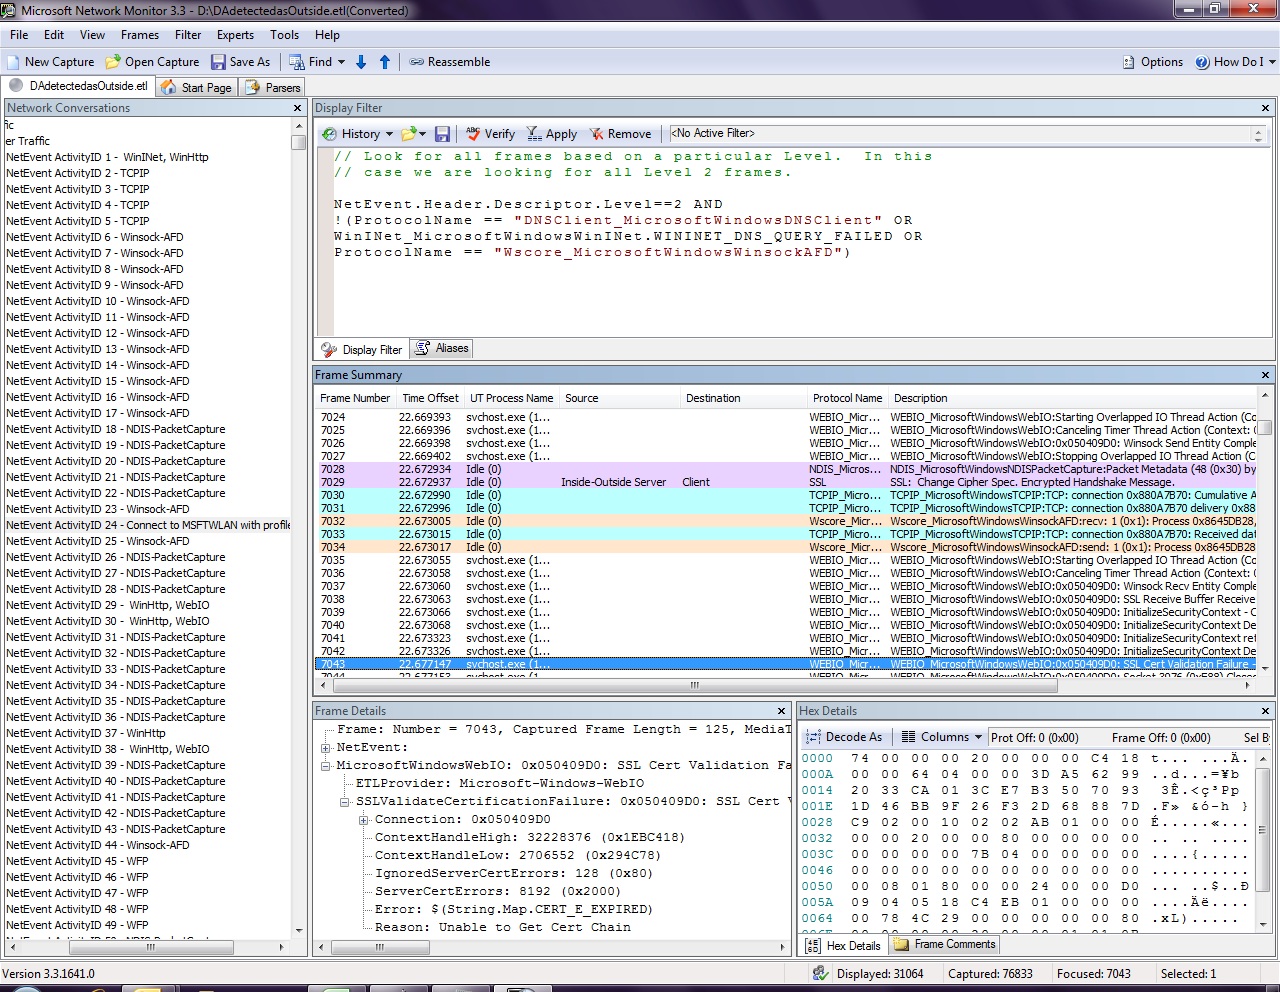 Microsoft Network Monitor 3.3 - D:\DAdetectedasOutside.etl(Converted)
File Edit View Frames Filter Experts Tools Help
New Capture Open Capture Save As Find Reassemble Options How Do I
DAdetectedasOutside.etl Start Page Parsers
Network Conversations
er Traffic
NetEvent ActivityID 1 - WinINet, WinHttp
NetEvent ActivityID 2 - TCPIP
NetEvent ActivityID 3 - TCPIP
NetEvent ActivityID 4 - TCPIP
NetEvent ActivityID 5 - TCPIP
NetEvent ActivityID 6 - Winsock-AFD
NetEvent ActivityID 7 - Winsock-AFD
NetEvent ActivityID 8 - Winsock-AFD
NetEvent ActivityID 9 - Winsock-AFD
NetEvent ActivityID 10 - Winsock-AFD
NetEvent ActivityID 11 - Winsock-AFD
NetEvent ActivityID 12 - Winsock-AFD
NetEvent ActivityID 13 - Winsock-AFD
NetEvent ActivityID 14 - Winsock-AFD
NetEvent ActivityID 15 - Winsock-AFD
NetEvent ActivityID 16 - Winsock-AFD
NetEvent ActivityID 17 - Winsock-AFD
NetEvent ActivityID 18 - NDIS-PacketCapture
NetEvent ActivityID 19 - NDIS-PacketCapture
NetEvent ActivityID 20 - NDIS-PacketCapture
NetEvent ActivityID 21 - NDIS-PacketCapture
NetEvent ActivityID 22 - NDIS-PacketCapture
NetEvent ActivityID 23 - Winsock-AFD
NetEvent ActivityID 24 - Connect to MSFTWLAN with profile
NetEvent ActivityID 25 - Winsock-AFD
NetEvent ActivityID 26 - NDIS-PacketCapture
NetEvent ActivityID 27 - NDIS-PacketCapture
NetEvent ActivityID 28 - NDIS-PacketCapture
NetEvent ActivityID 29 - WinHttp, WebIO
NetEvent ActivityID 30 - WinHttp, WebIO
NetEvent ActivityID 31 - NDIS-PacketCapture
NetEvent ActivityID 32 - NDIS-PacketCapture
NetEvent ActivityID 33 - NDIS-PacketCapture
NetEvent ActivityID 34 - NDIS-PacketCapture
NetEvent ActivityID 35 - NDIS-PacketCapture
NetEvent ActivityID 36 - NDIS-PacketCapture
NetEvent ActivityID 37 - WinHttp
NetEvent ActivityID 38 - WinHttp, WebIO
NetEvent ActivityID 39 - NDIS-PacketCapture
NetEvent ActivityID 40 - NDIS-PacketCapture
NetEvent ActivityID 41 - NDIS-PacketCapture
NetEvent ActivityID 42 - NDIS-PacketCapture
NetEvent ActivityID 43 - NDIS-PacketCapture
NetEvent ActivityID 44 - Winsock-AFD
NetEvent ActivityID 45 - WFP
NetEvent ActivityID 46 - WFP
NetEvent ActivityID 47 - WFP
NetEvent ActivityID 48 - WFP
NetEvent ActivityID 49 - WFP
Display Filter
History Verify Apply Remove <No Active Filter>
// Look for all frames based on a particular Level. In this
// case we are looking for all Level 2 frames.
NetEvent.Header.Descriptor.Level==2 AND
!(ProtocolName == "DNSClient_MicrosoftWindowsDNSClient" OR
WinINet_MicrosoftWindowsWinINet.WININET_DNS_QUERY_FAILED OR
ProtocolName == "Wscore_MicrosoftWindowsWinsockAFD")
Display Filter Aliases
Frame Summary
Frame Number Time Offset UT Process Name Source Destination Protocol Name Description
7024 22.669393 svchost.exe (1... WEBIO_Micr... WEBIO_MicrosoftWindowsWebIO:Starting Overlapped IO Thread Action (Co
7025 22.669396 svchost.exe (1... WEBIO_Micr... WEBIO_MicrosoftWindowsWebIO:Canceling Timer Thread Action (Context: 0
7026 22.669398 svchost.exe (1... WEBIO_Micr... WEBIO_MicrosoftWindowsWebIO:0x050409D0: Winsock Send Entity Comple
7027 22.669402 svchost.exe (1... WEBIO_Micr... WEBIO_MicrosoftWindowsWebIO:Stopping Overlapped IO Thread Action (C
7028 22.672934 Idle (0) NDIS_Micros... NDIS_MicrosoftWindowsNDISPacketCapture:Packet Metadata (48 (0x30) by
7029 22.672937 Idle (0) Inside-Outside Server Client SSL SSL: Change Cipher Spec. Encrypted Handshake Message.
7030 22.672990 Idle (0) TCPIP_Micro... TCPIP_MicrosoftWindowsTCPIP:TCP: connection 0x880A7B70: Cumulative A
7031 22.672996 Idle (0) TCPIP_Micro... TCPIP_MicrosoftWindowsTCPIP:TCP: connection 0x880A7B70 delivery 0x88
7032 22.673005 Idle (0) Wscore_Micr... Wscore_MicrosoftWindowsWinsockAFD:recv: 1 (0x1): Process 0x8645DB28,
7033 22.673015 Idle (0) TCPIP_Micro... TCPIP_MicrosoftWindowsTCPIP:TCP: connection 0x880A7B70: Received dat
7034 22.673017 Idle (0) Wscore_Micr... Wscore_MicrosoftWindowsWinsockAFD:send: 1 (0x1): Process 0x8645DB28
7035 22.673055 svchost.exe (1... WEBIO_Micr... WEBIO_MicrosoftWindowsWebIO:Starting Overlapped IO Thread Action (Co
7036 22.673058 svchost.exe (1... WEBIO_Micr... WEBIO_MicrosoftWindowsWebIO:Canceling Timer Thread Action (Context: 0
7037 22.673060 svchost.exe (1... WEBIO_Micr... WEBIO_MicrosoftWindowsWebIO:0x050409D0: Winsock Recv Entity Comple
7038 22.673063 svchost.exe (1... WEBIO_Micr... WEBIO_MicrosoftWindowsWebIO:0x050409D0: SSL Receive Buffer Receive
7039 22.673066 svchost.exe (1... WEBIO_Micr... WEBIO_MicrosoftWindowsWebIO:0x050409D0: InitializeSecurityContext - C
7040 22.673068 svchost.exe (1... WEBIO_Micr... WEBIO_MicrosoftWindowsWebIO:0x050409D0: InitializeSecurityContext De
7041 22.673323 svchost.exe (1... WEBIO_Micr... WEBIO_MicrosoftWindowsWebIO:0x050409D0: InitializeSecurityContext ret
7042 22.673326 svchost.exe (1... WEBIO_Micr... WEBIO_MicrosoftWindowsWebIO:0x050409D0: InitializeSecurityContext De
7043 22.677147 svchost.exe (1... WEBIO_Micr... WEBIO_MicrosoftWindowsWebIO:0x050409D0: SSL Cert Validation Failure -
Frame Details
Frame: Number = 7043, Captured Frame Length = 125, MediaT
NetEvent:
MicrosoftWindowsWebIO: 0x050409D0: SSL Cert Validation Fa
ETLProvider: Microsoft-Windows-WebIO
SSLValidateCertificationFailure: 0x050409D0: SSL Cert V
Connection: 0x050409D0
ContextHandleHigh: 32228376 (0x1EBC418)
ContextHandleLow: 2706552 (0x294C78)
IgnoredServerCertErrors: 128 (0x80)
ServerCertErrors: 8192 (0x2000)
Error: $(String.Map.CERT_E_EXPIRED)
Reason: Unable to Get Cert Chain
Hex Details
Decode As Columns Prot Off: 0 (0x00) Frame Off: 0 (0x00) Sel B
0000 74 00 00 00 20 00 00 00 C4 18 t... ...Ä.
000A 00 00 64 04 00 00 3D A5 62 99 ..d...=¥b
0014 20 33 CA 01 3C E7 B3 50 70 93 3Ê.<ç³Pp
001E 1D 46 BB 9F 26 F3 2D 68 88 7D .F» &ó-h }
0028 C9 02 00 10 02 02 AB 01 00 00 É.....«...
0032 00 00 20 00 00 80 00 00 00 00 .. .. ....
003C 00 00 00 00 7B 04 00 00 00 00 ....{.....
0046 00 00 00 00 00 00 00 00 00 00 ..........
0050 00 08 01 80 00 00 24 00 00 D0 ... ..$..Ð
005A 09 04 05 18 C4 EB 01 00 00 00 ....Äë....
0064 00 78 4C 29 00 00 00 00 00 80 .xL).....
Hex Details Frame Comments
Version 3.3.1641.0 Displayed: 31064 Captured: 76833 Focused: 7043 Selected: 1